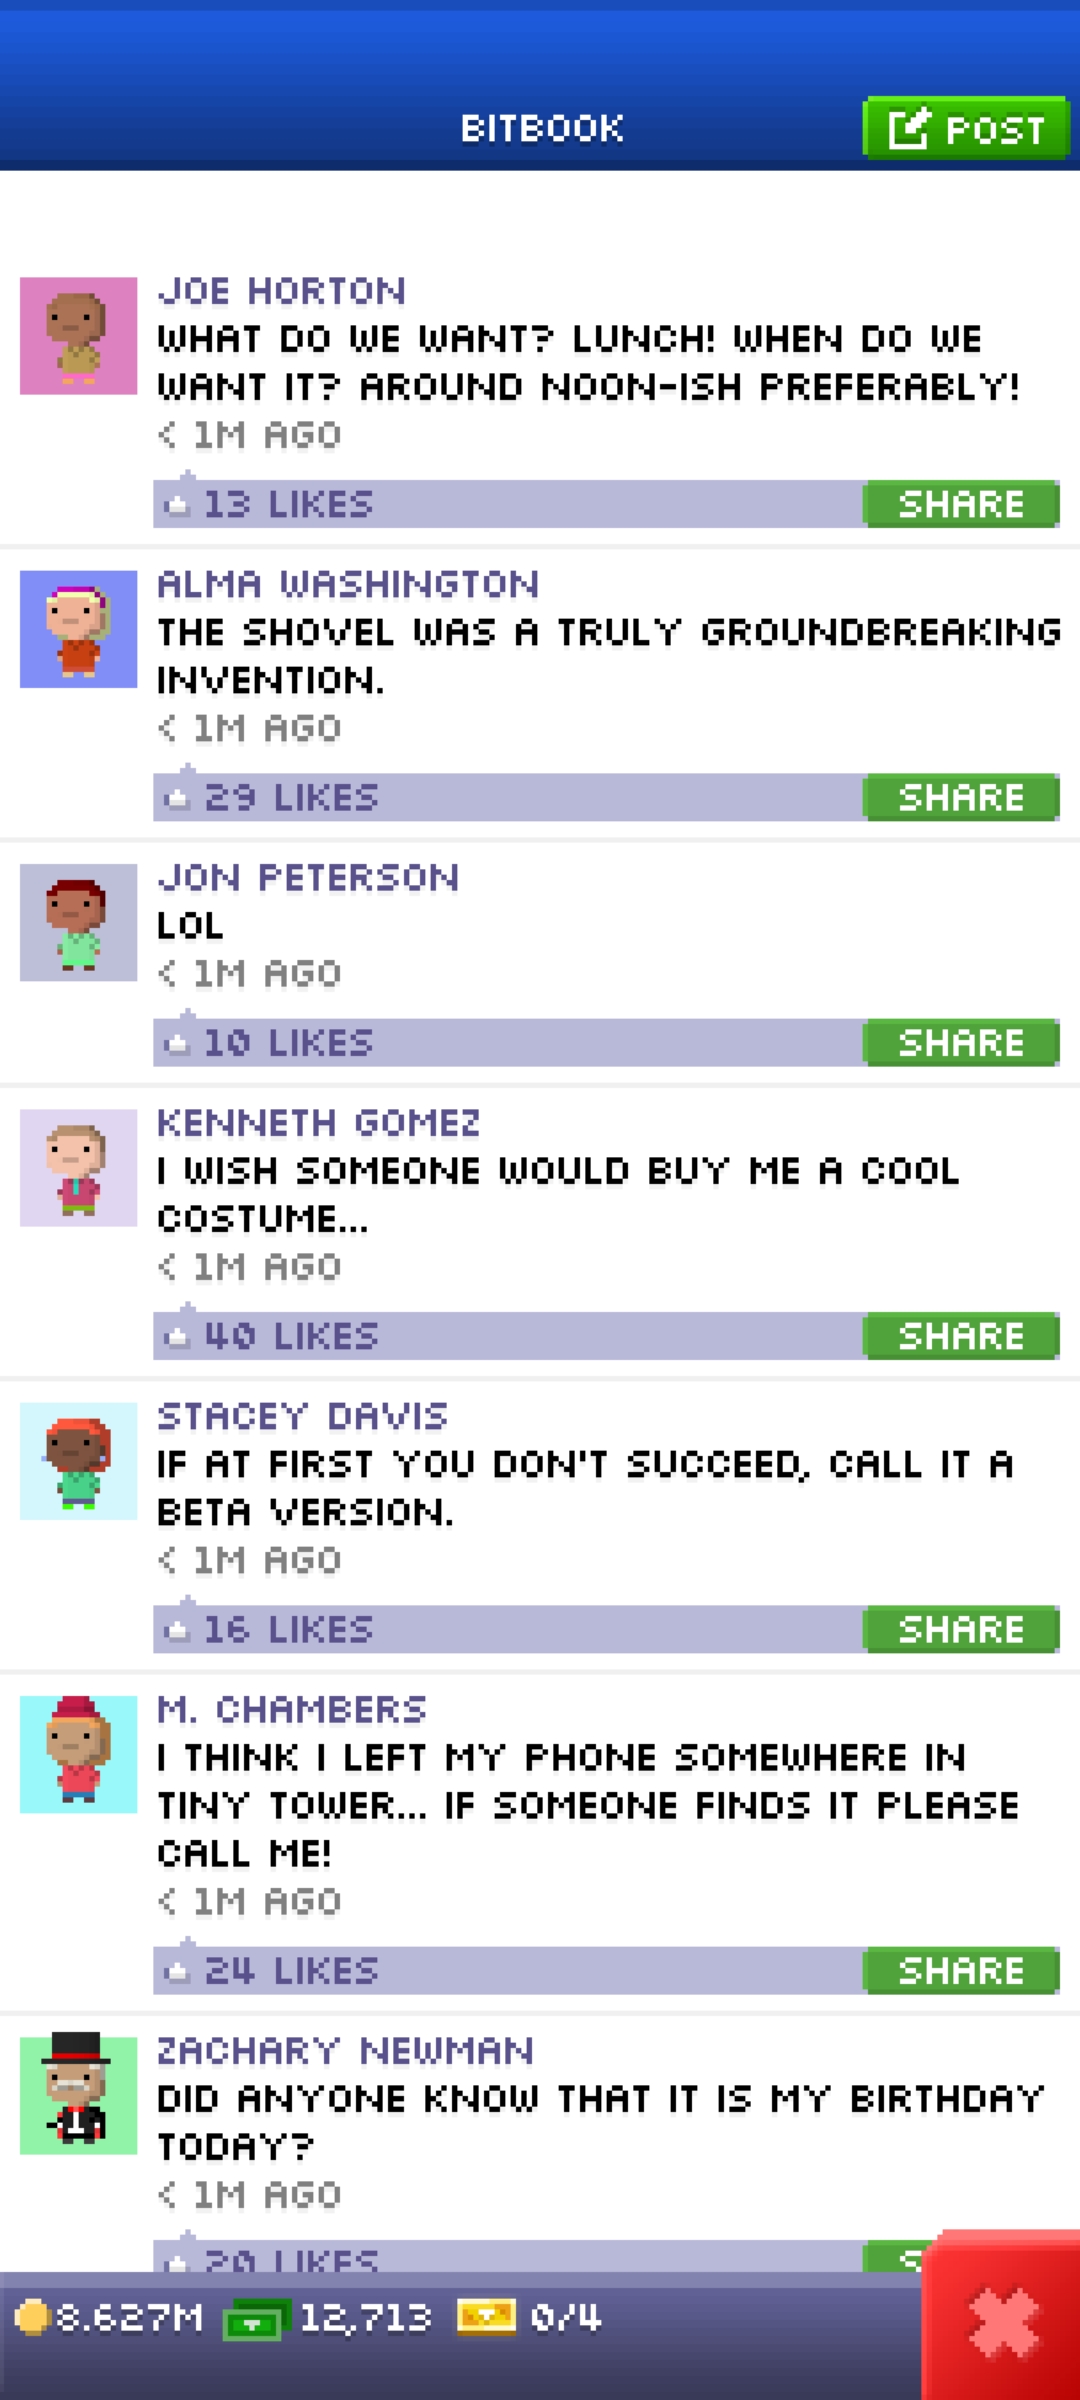 BITBOOK
POST
JOE HORTON
WHAT DO WE WANT? LUNCH! WHEN DO WE
WANT IT? AROUND NOON-ISH PREFERABLY!
< 1M AGO
13 LIKES
SHARE
ALMA WASHINGTON
THE SHOVEL WAS A TRULY GROUNDBREAKING
INVENTION.
< 1M AGO
29 LIKES
SHARE
JON PETERSON
LOL
< 1M AGO
10 LIKES
SHARE
KENNETH GOMEZ
I WISH SOMEONE WOULD BUY ME A COOL
COSTUME...
< 1M AGO
40 LIKES
SHARE
STACEY DAVIS
IF AT FIRST YOU DON'T SUCCEED, CALL IT A
BETA VERSION.
< 1M AGO
16 LIKES
SHARE
M. CHAMBERS
I THINK I LEFT MY PHONE SOMEWHERE IN
TINY TOWER... IF SOMEONE FINDS IT PLEASE
CALL ME!
< 1M AGO
24 LIKES
SHARE
ZACHARY NEWMAN
DID ANYONE KNOW THAT IT IS MY BIRTHDAY
TODAY?
< 1M AGO
20 LIKES
8.627M 12,713 0/4